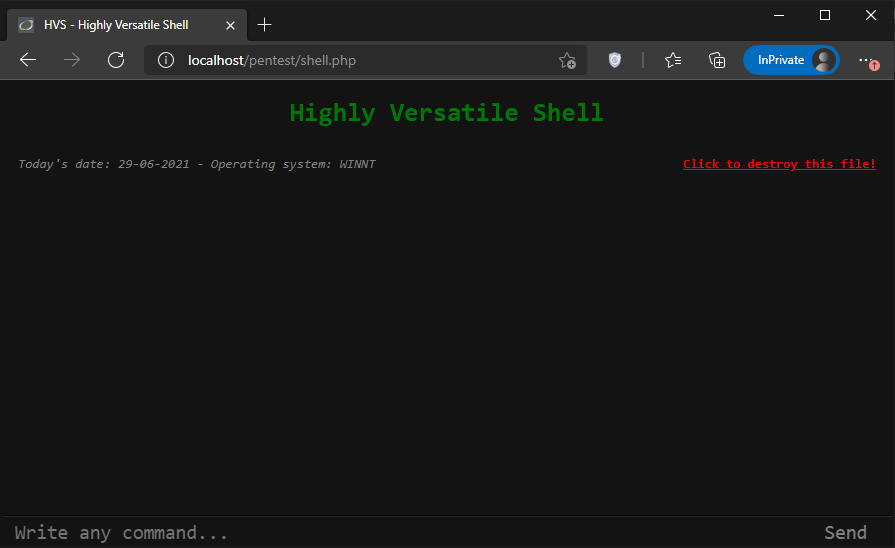 HVS - Highly Versatile Shell
localhost/pentest/shell.php
InPrivate
Highly Versatile Shell
Today's date: 29-06-2021 - Operating system: WINNT
Click to destroy this file!
Write any command...
Send